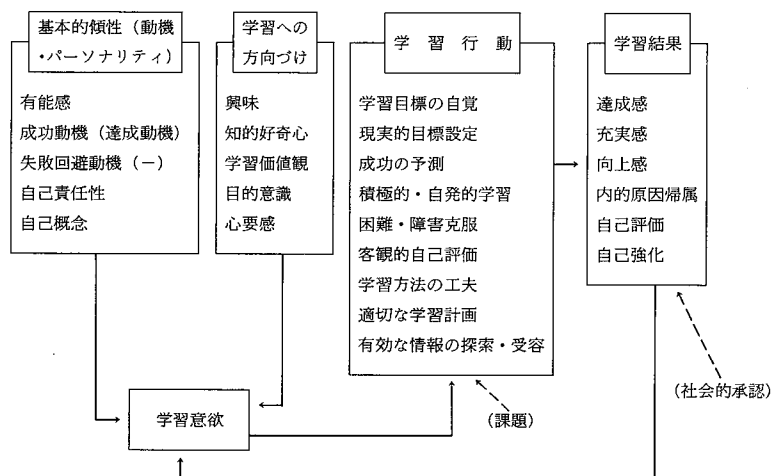 基本的傾性（動機
・パーソナリティ）
有能感
成功動機（達成動機）
失敗回避動機（−）
自己責任性
自己概念
学習への
方向づけ
興味
知的好奇心
学習価値観
目的意識
心要感
学習行動
学習目標の自覚
現実的目標設定
成功の予測
積極的・自発的学習
困難・障害克服
客観的自己評価
学習方法の工夫
適切な学習計画
有効な情報の探索・受容
学習結果
達成感
充実感
向上感
内的原因帰属
自己評価
自己強化
学習意欲
（課題）
（社会的承認）